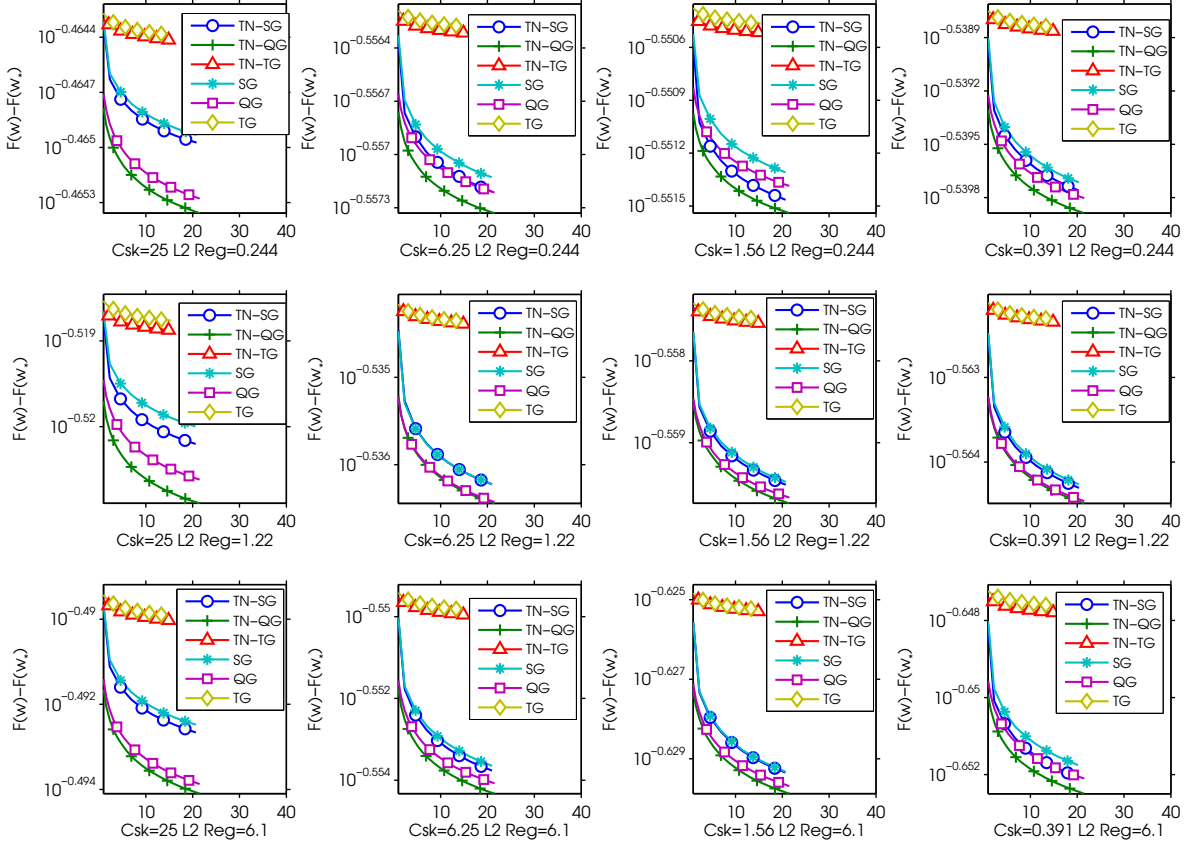 F(w)−F(w*)
10^−0.4644
10^−0.4647
10^−0.465
10^−0.4653
TN−SG
TN−QG
TN−TG
SG
QG
TG
10 20 30 40
Csk=25 L2 Reg=0.244
F(w)−F(w*)
10^−0.5564
10^−0.5567
10^−0.557
10^−0.5573
TN−SG
TN−QG
TN−TG
SG
QG
TG
10 20 30 40
Csk=6.25 L2 Reg=0.244
F(w)−F(w*)
10^−0.5506
10^−0.5509
10^−0.5512
10^−0.5515
TN−SG
TN−QG
TN−TG
SG
QG
TG
10 20 30 40
Csk=1.56 L2 Reg=0.244
F(w)−F(w*)
10^−0.5389
10^−0.5392
10^−0.5395
10^−0.5398
TN−SG
TN−QG
TN−TG
SG
QG
TG
10 20 30 40
Csk=0.391 L2 Reg=0.244
F(w)−F(w*)
10^−0.519
10^−0.52
TN−SG
TN−QG
TN−TG
SG
QG
TG
10 20 30 40
Csk=25 L2 Reg=1.22
F(w)−F(w*)
10^−0.535
10^−0.536
TN−SG
TN−QG
TN−TG
SG
QG
TG
10 20 30 40
Csk=6.25 L2 Reg=1.22
F(w)−F(w*)
10^−0.558
10^−0.559
TN−SG
TN−QG
TN−TG
SG
QG
TG
10 20 30 40
Csk=1.56 L2 Reg=1.22
F(w)−F(w*)
10^−0.563
10^−0.564
TN−SG
TN−QG
TN−TG
SG
QG
TG
10 20 30 40
Csk=0.391 L2 Reg=1.22
F(w)−F(w*)
10^−0.49
10^−0.492
10^−0.494
TN−SG
TN−QG
TN−TG
SG
QG
TG
10 20 30 40
Csk=25 L2 Reg=6.1
F(w)−F(w*)
10^−0.55
10^−0.552
10^−0.554
TN−SG
TN−QG
TN−TG
SG
QG
TG
10 20 30 40
Csk=6.25 L2 Reg=6.1
F(w)−F(w*)
10^−0.625
10^−0.627
10^−0.629
TN−SG
TN−QG
TN−TG
SG
QG
TG
10 20 30 40
Csk=1.56 L2 Reg=6.1
F(w)−F(w*)
10^−0.648
10^−0.65
10^−0.652
TN−SG
TN−QG
TN−TG
SG
QG
TG
10 20 30 40
Csk=0.391 L2 Reg=6.1